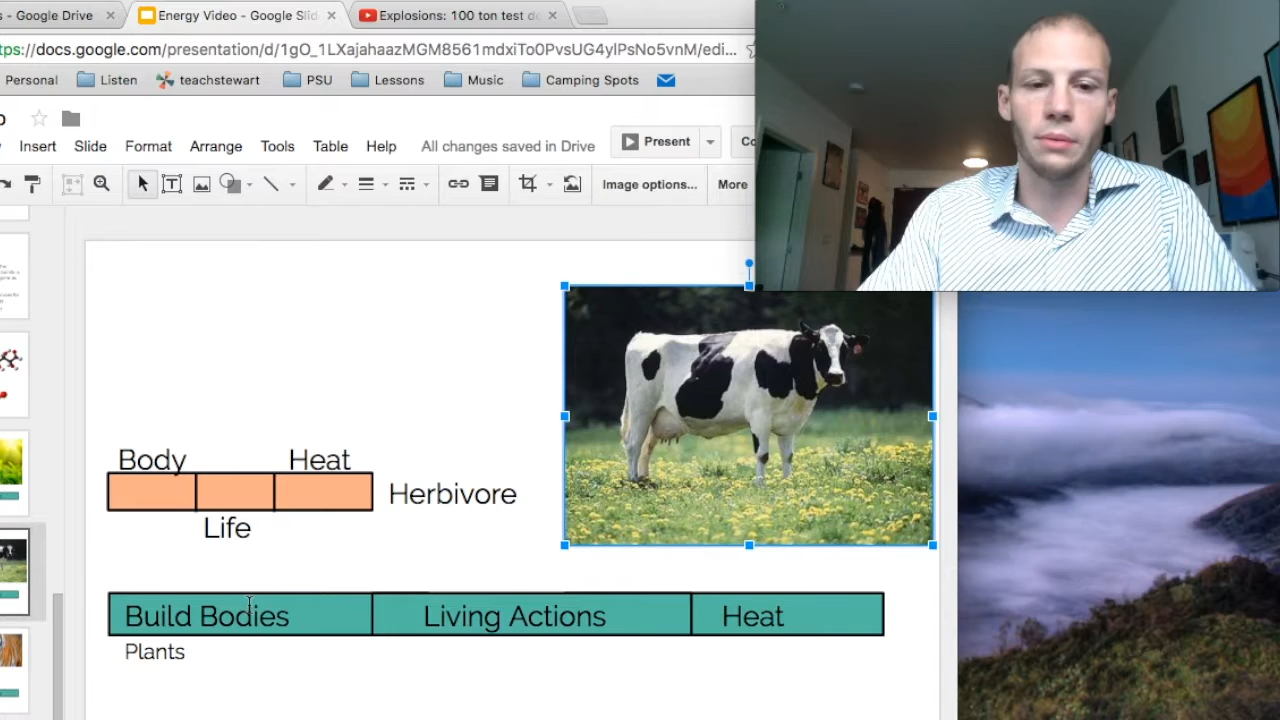 s - Google Drive
Energy Video - Google Slid
Explosions: 100 ton test d
tps://docs.google.com/presentation/d/1gO_1LXajahaazMGM8561mdxiTo0PvsUG4ylPsNo5vnM/edi...
Personal Listen teachstewart PSU Lessons Music Camping Spots
Insert Slide Format Arrange Tools Table Help All changes saved in Drive Present
Image options... More
Body Heat
Herbivore
Life
Build Bodies Living Actions Heat
Plants